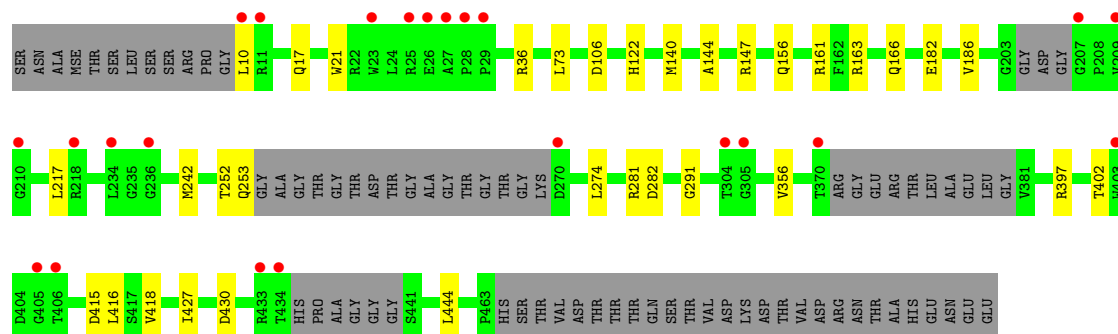 SER ASN ALA MSE THR SER LEU SER SER ARG PRO GLY L10 R11 Q17 W21 R22 W23 L24 R25 E26 A27 P28 P29 R36 L73 D106 H122 M140 A144 R147 Q156 R161 F162 R163 Q166 E182 V186 G203 GLY ASP GLY G207 P208 V209
G210 L217 R218 L234 G235 G236 M242 T252 Q253 GLY ALA GLY THR GLY THR ASP THR GLY ALA GLY THR GLY THR GLY LYS D270 L274 R281 D282 G291 T304 G305 V356 T370 ARG GLY GLU ARG THR LEU ALA GLU LEU GLY V381 R397 T402 W403
D404 G405 T406 D415 L416 S417 V418 I427 D430 R433 T434 HIS PRO ALA GLY GLY GLY S441 L444 P463 HIS SER THR VAL ASP THR THR THR GLN SER THR VAL ASP LYS ASP THR VAL ASP ARG ASN THR ALA HIS GLU ASN GLU GLU